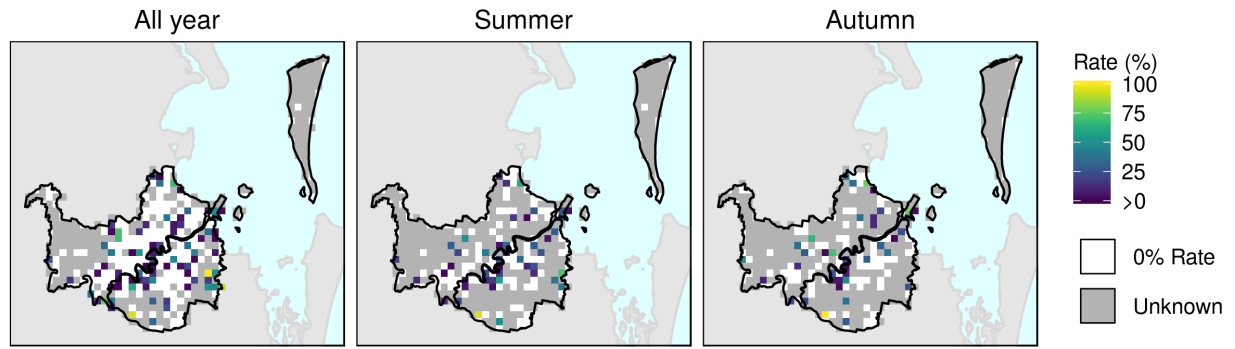 All year
Summer
Autumn
Rate (%)
100
75
50
25
>0
0% Rate
Unknown